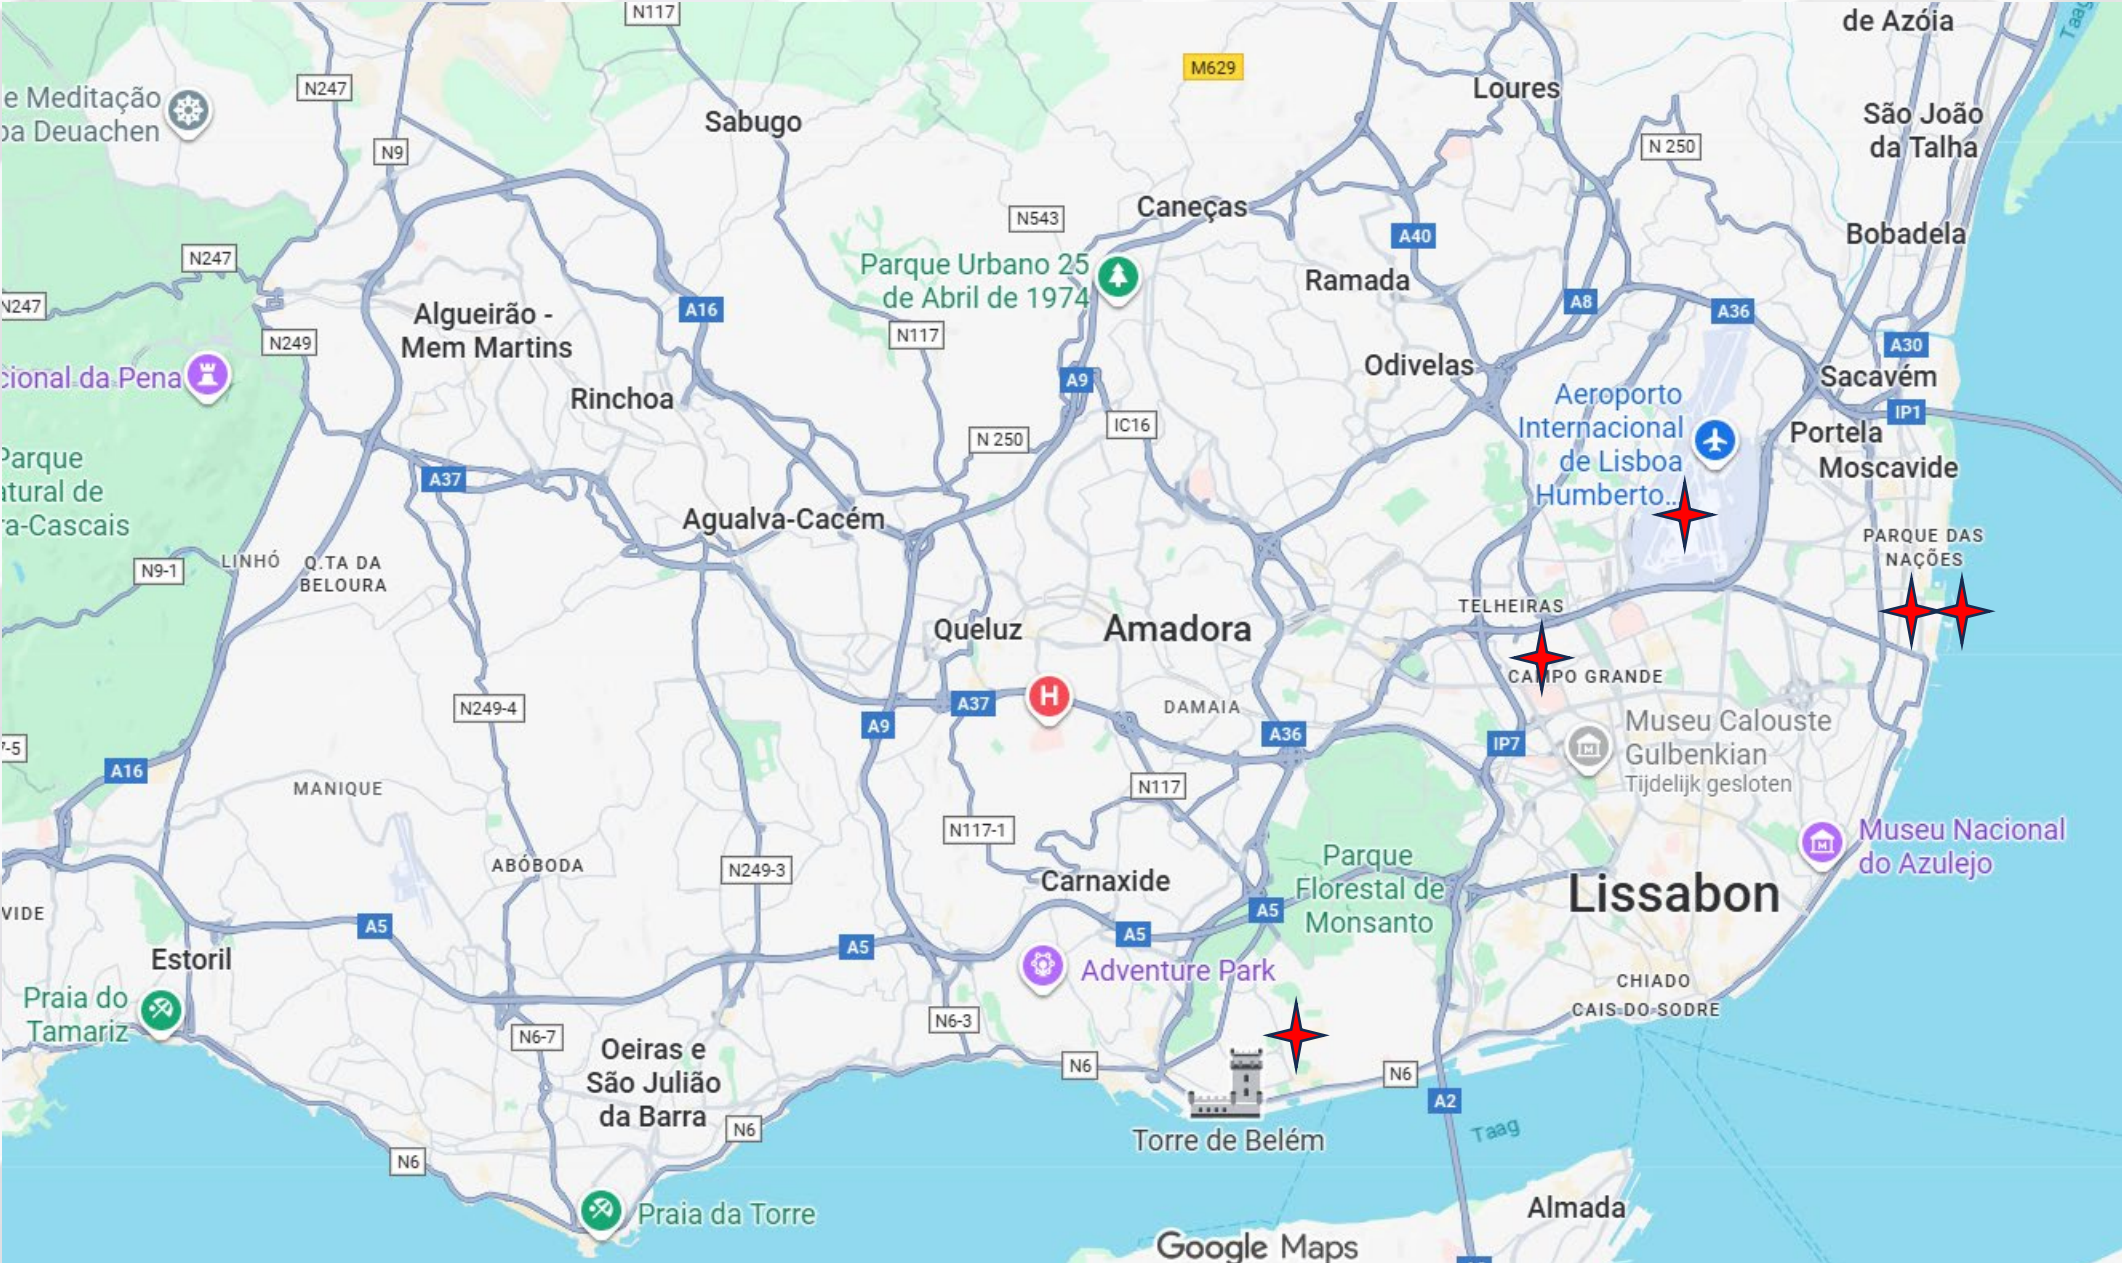 N117
de Azóia
Taag
M629
Loures
N247
e Meditação
oa Deuachen
Sabugo
São João
da Talha
N9
N 250
Caneças
N543
A40
Bobadela
N247
Parque Urbano 25
de Abril de 1974
Ramada
N247
A16
A8
A36
Algueirão -
Mem Martins
N249
N117
A30
Odivelas
cional da Pena
A9
Sacavém
Rinchoa
Aeroporto
Internacional
de Lisboa
Humberto...
IP1
IC16
N 250
Portela
Moscavide
Parque
atural de
ra-Cascais
A37
Agualva-Cacém
PARQUE DAS
NAÇÕES
N9-1
LINHÓ
Q.TA DA
BELOURA
TELHEIRAS
Queluz
Amadora
CAMPO GRANDE
H
A37
N249-4
DAMAIA
A9
A36
IP7
Museu Calouste
Gulbenkian
Tijdelijk gesloten
7-5
A16
MANIQUE
N117
N117-1
Museu Nacional
do Azulejo
ABÓBODA
N249-3
Parque
Florestal de
Monsanto
Carnaxide
Lissabon
VIDE
A5
A5
A5
A5
Estoril
Adventure Park
CHIADO
CAIS DO SODRE
Praia do
Tamariz
N6-7
N6-3
Oeiras e
São Julião
da Barra
N6
N6
A2
Taag
N6
Torre de Belém
N6
Praia da Torre
Almada
Google Maps